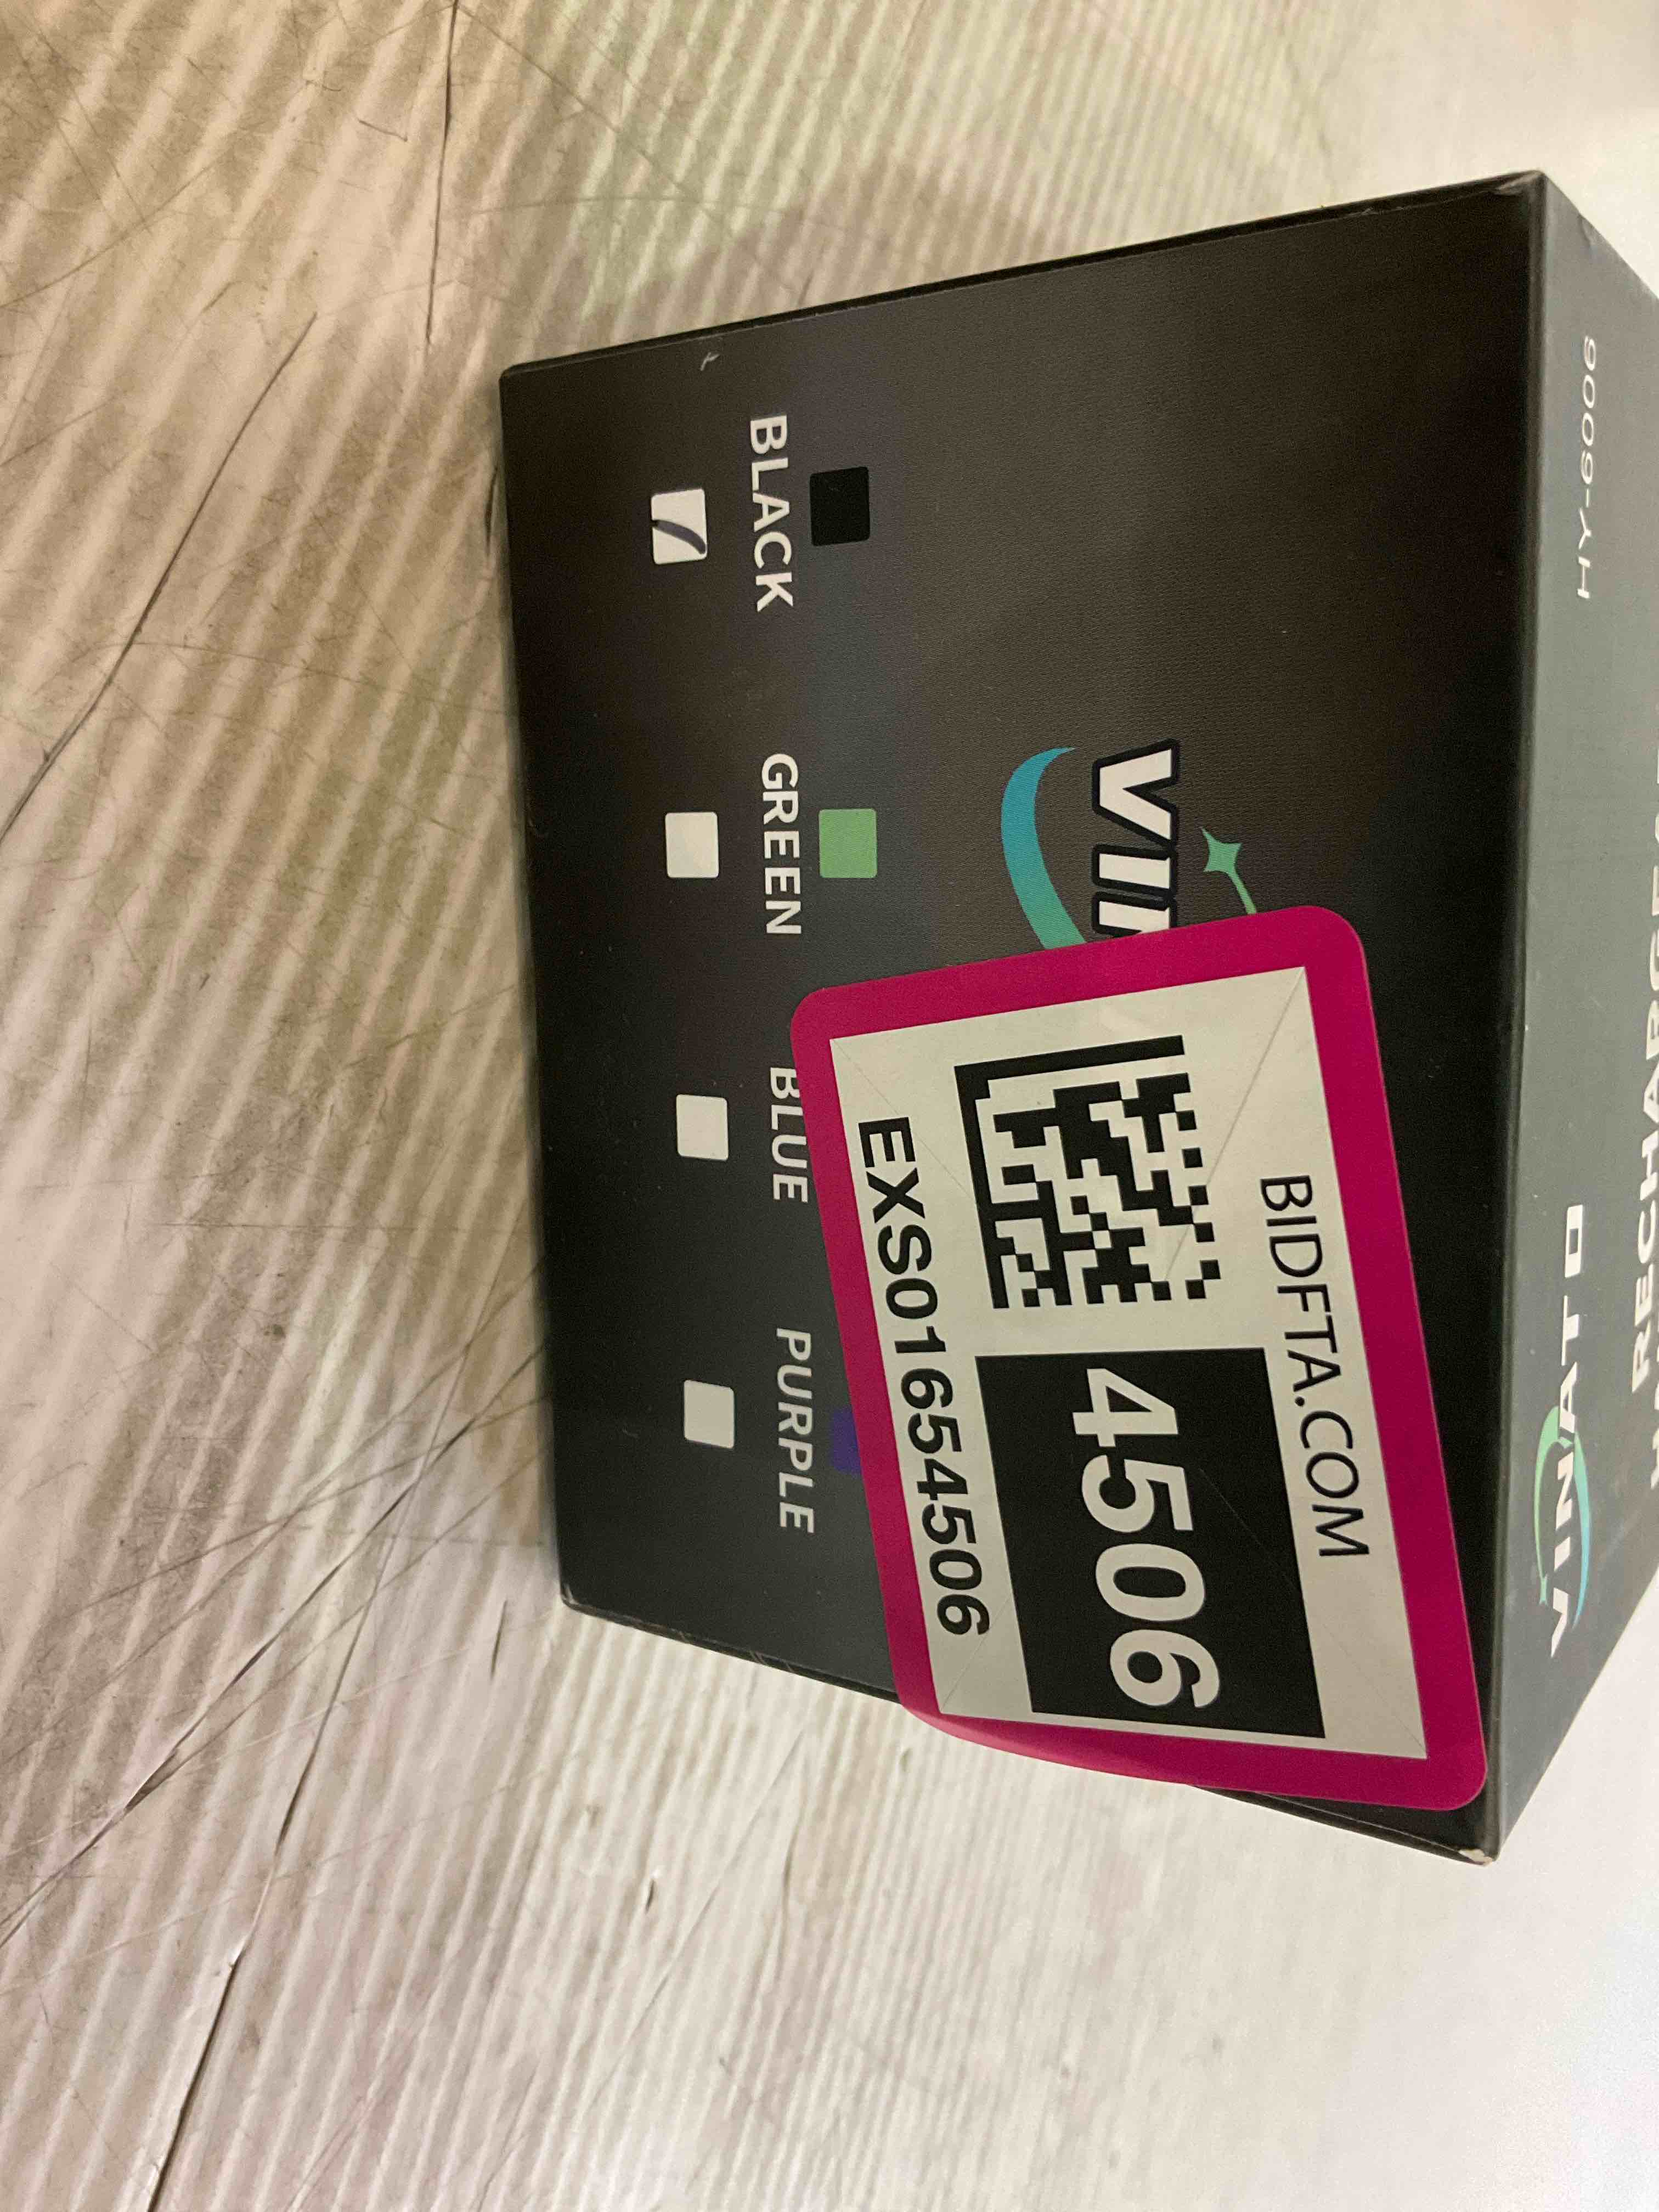 BLACK
GREEN
BLUE
PURPLE
BIDFTA.COM
4506
EXS01654506
HY-6006
VINATO